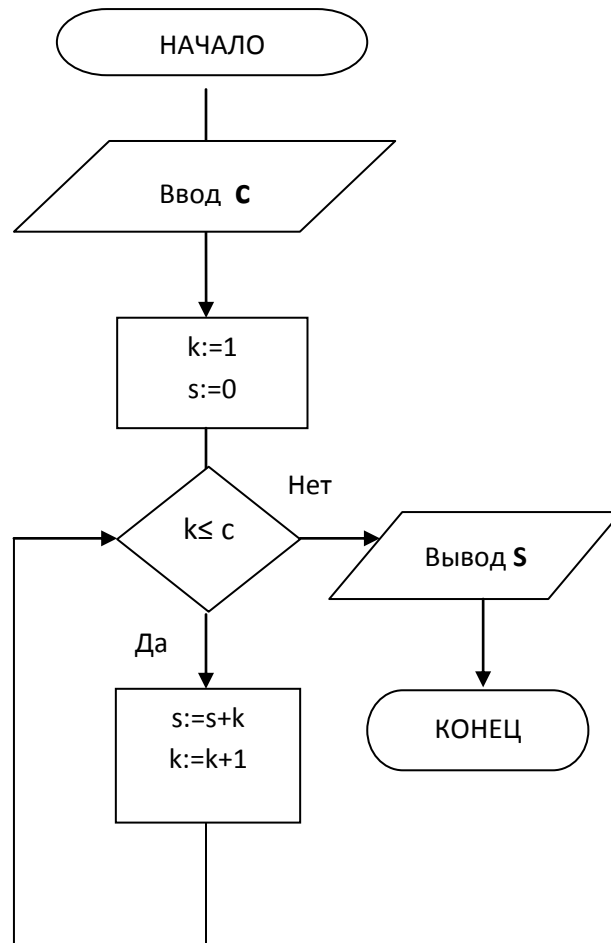 НАЧАЛО
Ввод с
k:=1
s:=0
Нет
k≤ c
Вывод s
Да
s:=s+k
k:=k+1
КОНЕЦ